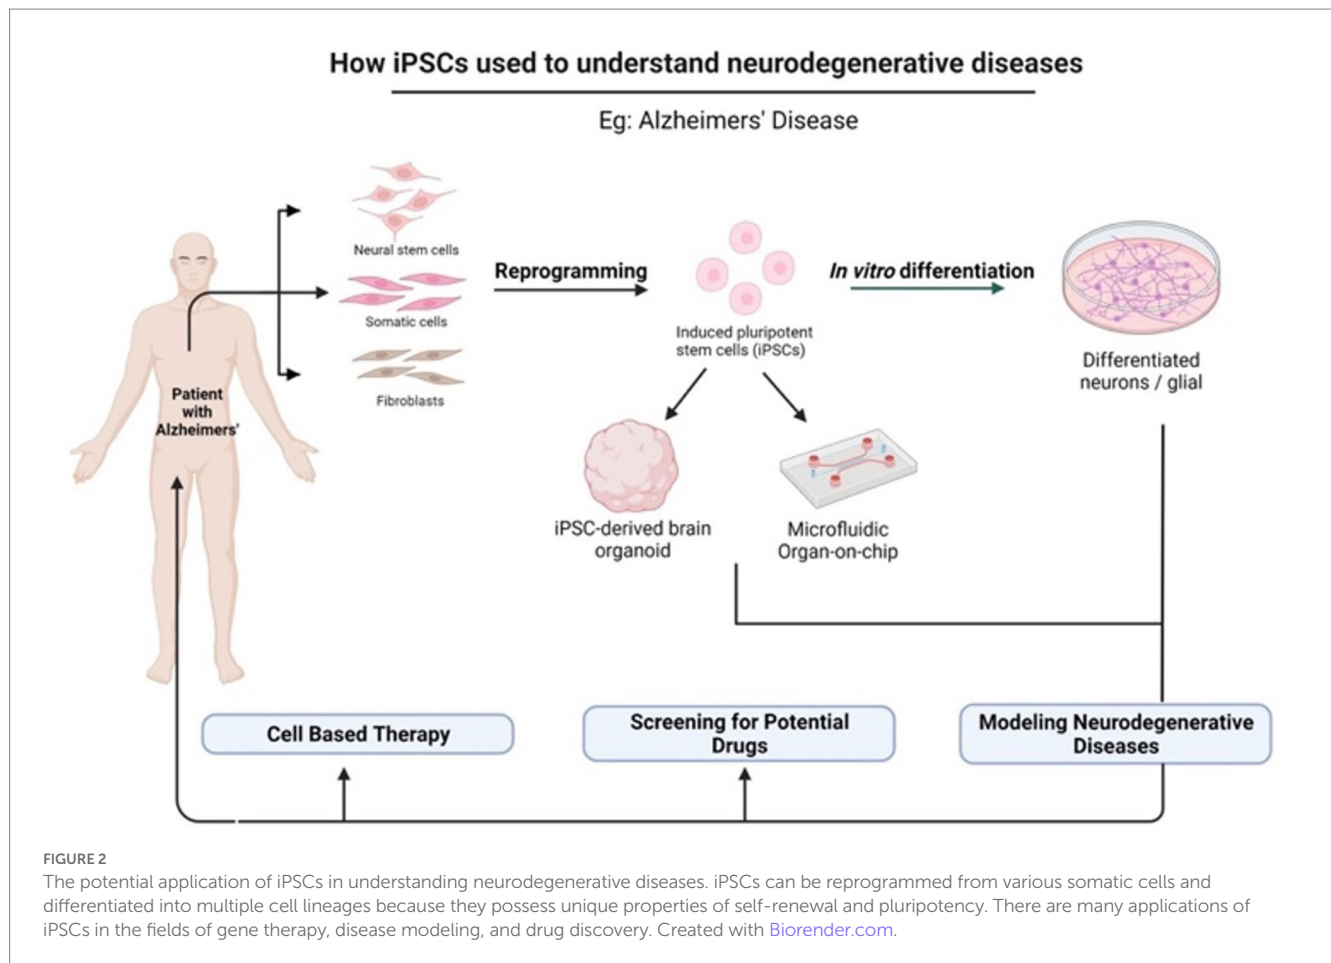 How iPSCs used to understand neurodegenerative diseases
Eg: Alzheimers' Disease
Neural stem cells
Somatic cells
Fibroblasts
Patient
with
Alzheimers'
Reprogramming
Induced pluripotent
stem cells (iPSCs)
In vitro differentiation
Differentiated
neurons / glial
iPSC-derived brain
organoid
Microfluidic
Organ-on-chip
Cell Based Therapy
Screening for Potential
Drugs
Modeling Neurodegenerative
Diseases
FIGURE 2
The potential application of iPSCs in understanding neurodegenerative diseases. iPSCs can be reprogrammed from various somatic cells and
differentiated into multiple cell lineages because they possess unique properties of self-renewal and pluripotency. There are many applications of
iPSCs in the fields of gene therapy, disease modeling, and drug discovery. Created with Biorender.com.